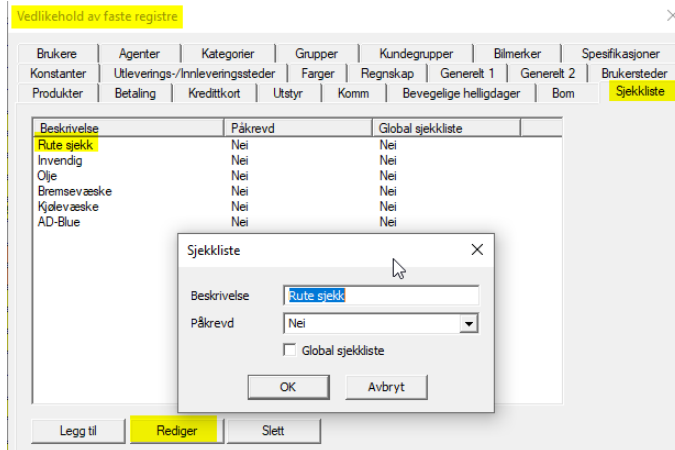 Vedlikehold av faste registre
Brukere Agenter Kategorier Grupper Kundegrupper Bilmerker Spesifikasjoner
Konstanter Utleverings-/Innleveringssteder Farger Regnskap Generelt 1 Generelt 2 Brukersteder
Produkter Betaling Kredittkort Utstyr Komm Bevegelige helligdager Bom Sjekkliste
Beskrivelse Påkrevd Global sjekkliste
Rute sjekk Nei Nei
Invendig Nei Nei
Olje Nei Nei
Bremsevæske Nei Nei
Kjølevæske Nei Nei
AD-Blue Nei Nei
Sjekkliste
Beskrivelse Rute sjekk
Påkrevd Nei
Global sjekkliste
OK Avbryt
Legg til Rediger Slett